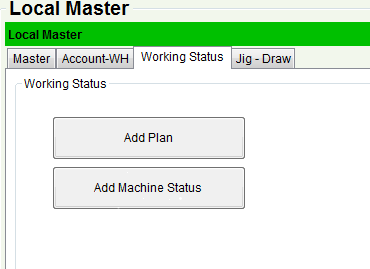 Local Master
Local Master
Master Account-WH Working Status Jig - Draw
Working Status
Add Plan
Add Machine Status